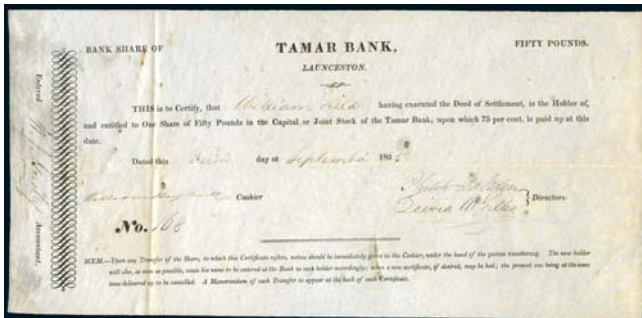 BANK SHARE OF TAMAR BANK, FIFTY POUNDS.
LAUNCESTON.
THIS is to Certify, that William Field having executed the Deed of Settlement, is the Holder of,
and entitled to One Share of Fifty Pounds in the Capital or Joint Stock of the Tamar Bank, upon which 75 per cent. is paid up at this
date.
Dated this First day of September 183
William Cashier
Directors.
No. 168
MEM.—Upon any Transfer of the Share, to which this Certificate refers, notice should be immediately given to the Cashier, under the hand of the parties transferring. The new holder
will also, as soon as possible, cause his name to be entered at the Bank as such holder accordingly; when a new certificate, if desired, may be had; the present one being at the same
time delivered up to be cancelled. A Memorandum of such Transfer to appear at the back of such Certificate.
Entered Accountant.